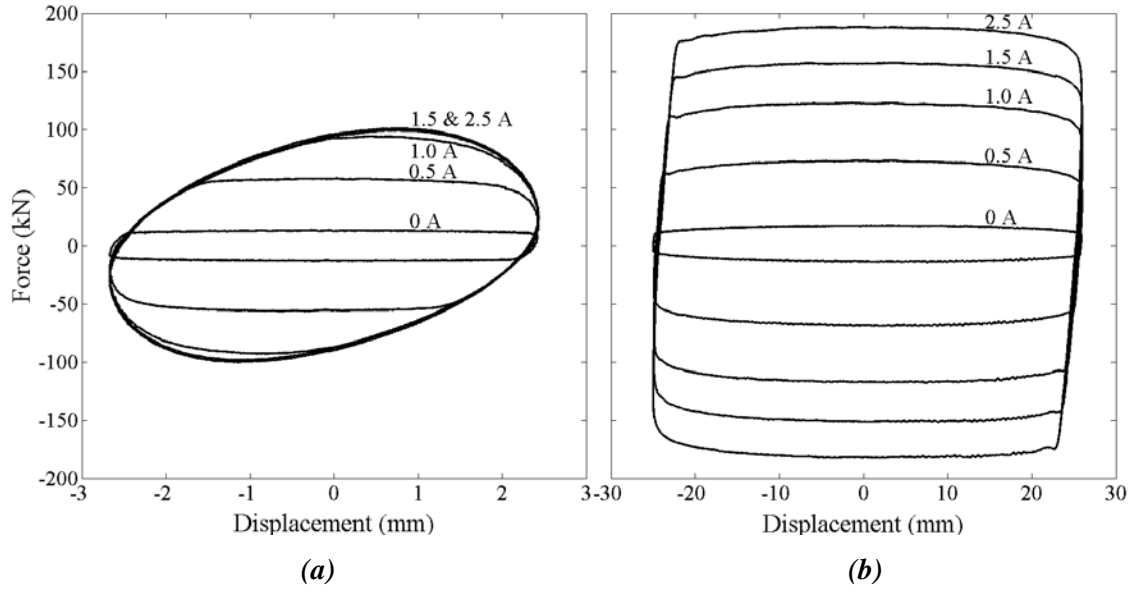 200
150
100
50
0
-50
-100
-150
-200
Force (kN)
1.5 & 2.5 A
1.0 A
0.5 A
0 A
-3
-2
-1
0
1
2
3
Displacement (mm)
(a)
2.5 A
1.5 A
1.0 A
0.5 A
0 A
-30
-20
-10
0
10
20
30
Displacement (mm)
(b)